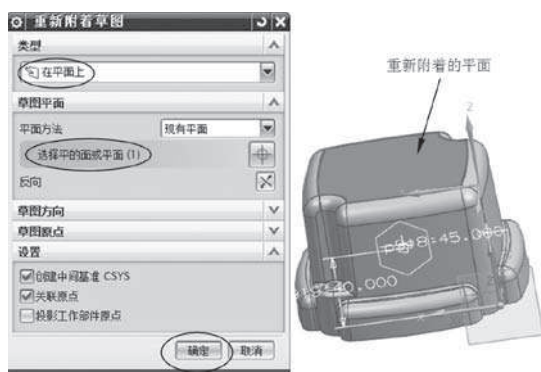 重新附着草图
类型
在平面上
草图平面
平面方法 现有平面
选择平的面或平面 (1)
反向
草图方向
草图原点
设置
创建中间基准 CSYS
关联原点
投影工作部件原点
确定 取消
重新附着的平面
z